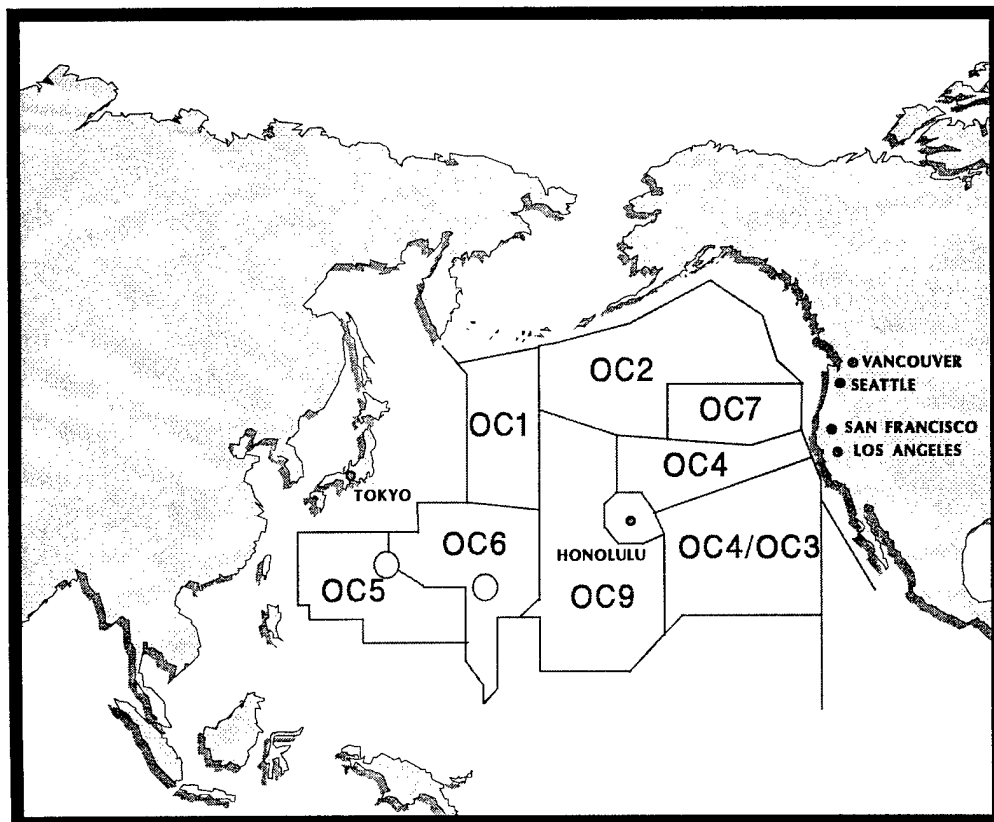 VANCOUVER
OC2
SEATTLE
OC7
OC1
SAN FRANCISCO
LOS ANGELES
OC4
TOKYO
OC6
HONOLULU
OC4/OC3
OC5
OC9